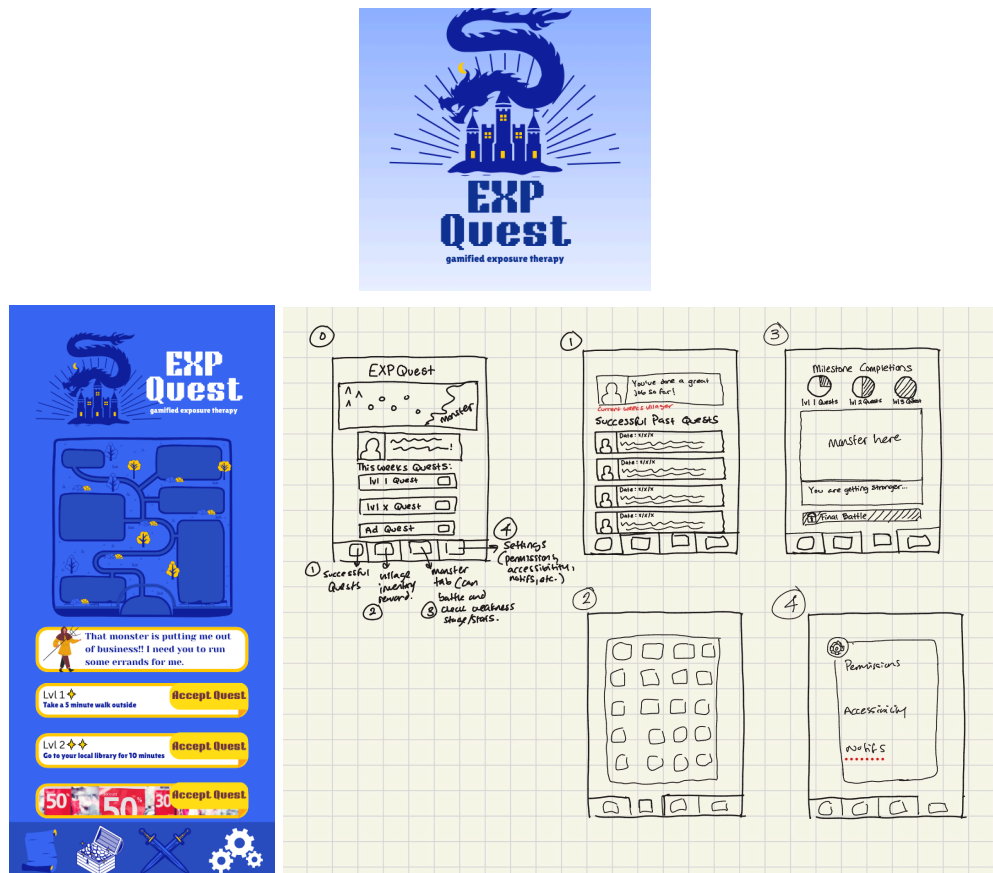 EXP
Quest
gamified exposure therapy
EXP
Quest
gamified exposure therapy
That monster is putting me out
of business!! I need you to run
some errands for me.
Lvl 1
Take a 5 minute walk outside
Accept Quest
Lvl 2
Go to your local library for 10 minutes
Accept Quest
50%
50%
30
Accept Quest
0
EXP Quest
monster
This weeks Quests:
lvl 1 Quest
lvl x Quest
Ad Quest
1 Successful
Quests
village
inventory
reward.
2
monster
tab (can
battle and
check weakness
stage/stats.
3
4
Settings
(permissions,
accessibility,
notifs, etc.)
1
You've done a great
job so far!
Current weeks villager
Successful Past Quests
Date: x/x/x
Date: x/x/x
Date: x/x/x
Date: x/x/x
3
Milestone Completions
lvl 1 Quests
lvl 2 Quests
lvl 3 Quest
monster here
You are getting stronger...
Final Battle
2
4
Permissions
Accessibility
Notifs